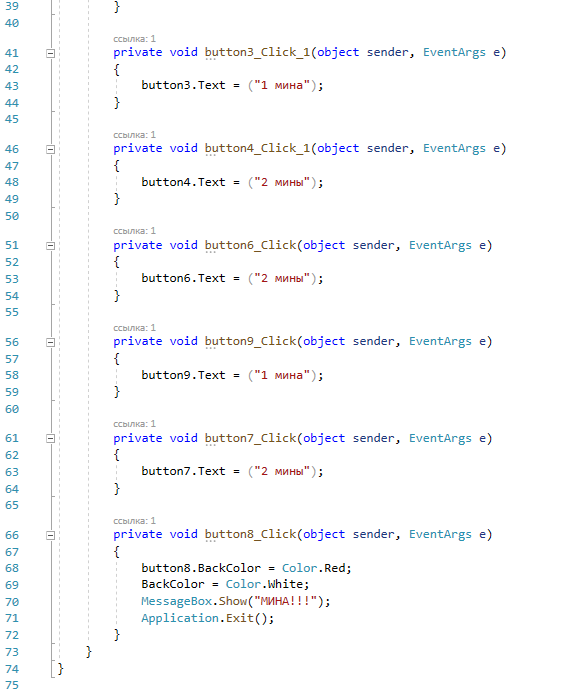 39 }
40
ссылка: 1
41 private void button3_Click_1(object sender, EventArgs e)
42 {
43 button3.Text = ("1 мина");
44 }
45
ссылка: 1
46 private void button4_Click_1(object sender, EventArgs e)
47 {
48 button4.Text = ("2 мины");
49 }
50
ссылка: 1
51 private void button6_Click(object sender, EventArgs e)
52 {
53 button6.Text = ("2 мины");
54 }
55
ссылка: 1
56 private void button9_Click(object sender, EventArgs e)
57 {
58 button9.Text = ("1 мина");
59 }
60
ссылка: 1
61 private void button7_Click(object sender, EventArgs e)
62 {
63 button7.Text = ("2 мины");
64 }
65
ссылка: 1
66 private void button8_Click(object sender, EventArgs e)
67 {
68 button8.BackColor = Color.Red;
69 BackColor = Color.White;
70 MessageBox.Show("МИНА!!!");
71 Application.Exit();
72 }
73 }
74 }
75